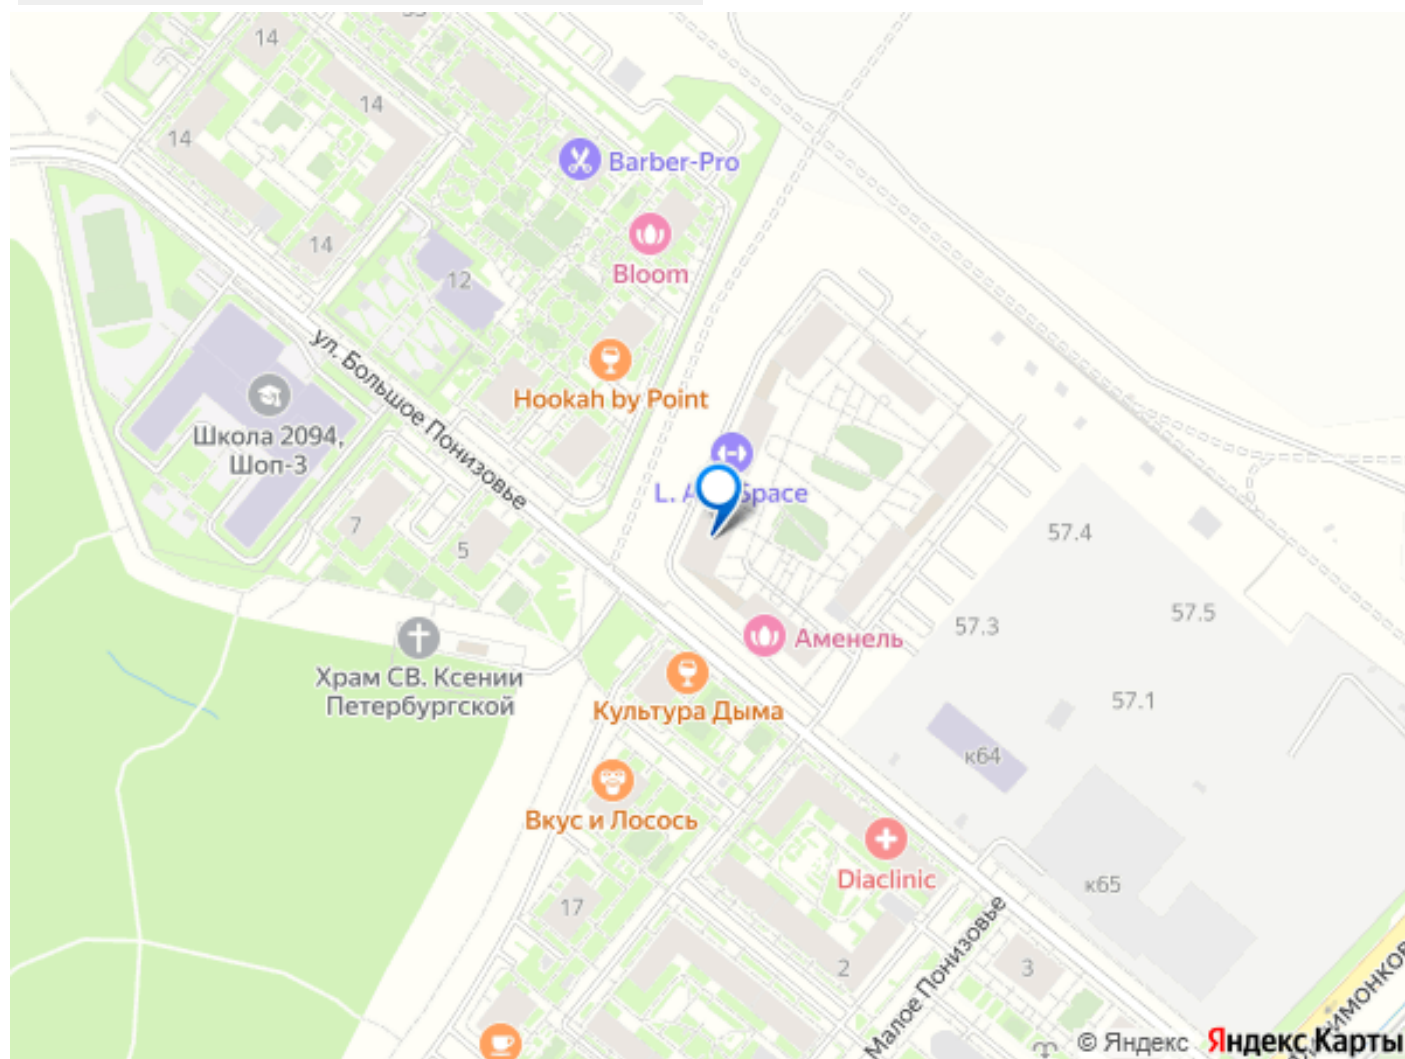 14
14
14
Barber-Pro
14
Bloom
12
ул. Большое Понизовье
Hookah by Point
Школа 2094,
Шоп-3
L. A Space
7
5
57.4
57.5
57.3
Аменель
Храм СВ. Ксении
Петербургской
Культура Дыма
57.1
к64
Вкус и Лосось
Diaclinic
к65
17
Малое Понизовье
2
3
© Яндекс Яндекс Карты